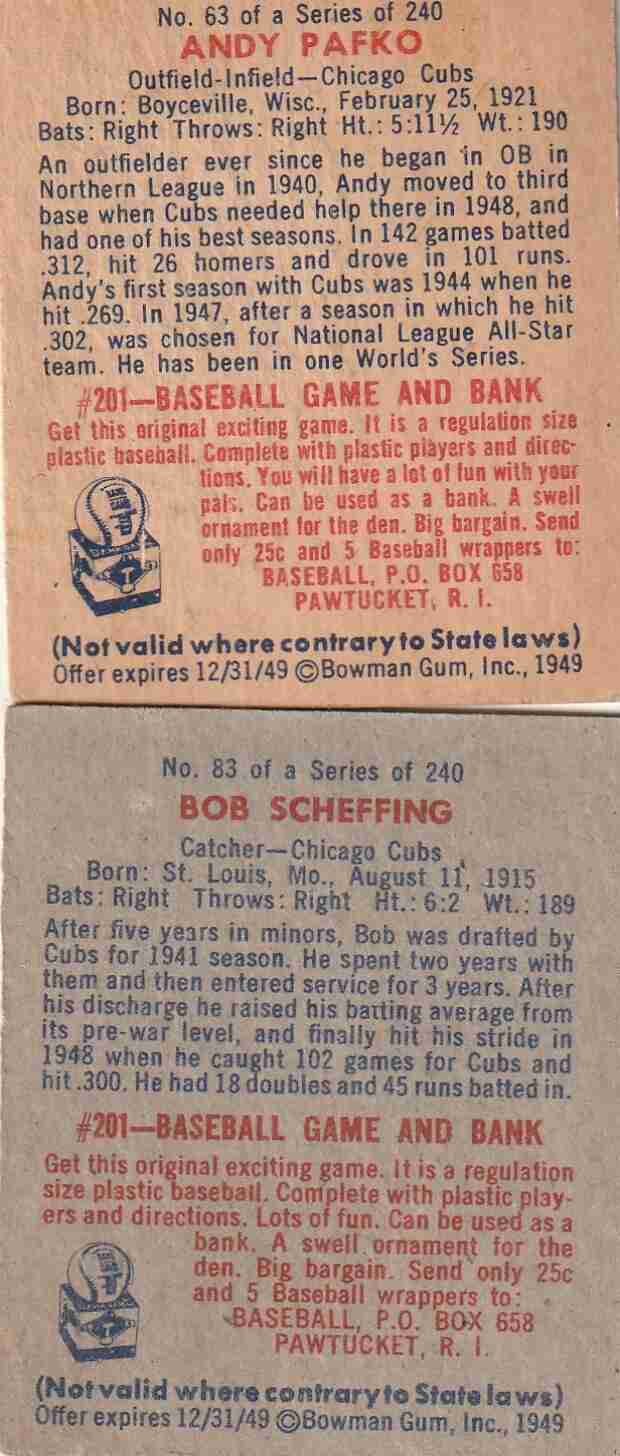 No. 63 of a Series of 240
ANDY PAFKO
Outfield-Infield—Chicago Cubs
Born: Boyceville, Wisc., February 25, 1921
Bats: Right Throws: Right Ht.: 5:11½ Wt.: 190
An outfielder ever since he began in OB in
Northern League in 1940, Andy moved to third
base when Cubs needed help there in 1948, and
had one of his best seasons. In 142 games batted
.312, hit 26 homers and drove in 101 runs.
Andy's first season with Cubs was 1944 when he
hit .269. In 1947, after a season in which he hit
.302, was chosen for National League All-Star
team. He has been in one World's Series.
#201—BASEBALL GAME AND BANK
Get this original exciting game. It is a regulation size
plastic baseball. Complete with plastic players and direc-
tions. You will have a lot of fun with your
pals. Can be used as a bank. A swell
ornament for the den. Big bargain. Send
only 25c and 5 Baseball wrappers to:
BASEBALL, P.O. BOX 658
PAWTUCKET, R. I.
(Not valid where contrary to State laws)
Offer expires 12/31/49 ©Bowman Gum, Inc., 1949
No. 83 of a Series of 240
BOB SCHEFFING
Catcher—Chicago Cubs
Born: St. Louis, Mo., August 11, 1915
Bats: Right Throws: Right Ht.: 6:2 Wt.: 189
After five years in minors, Bob was drafted by
Cubs for 1941 season. He spent two years with
them and then entered service for 3 years. After
his discharge he raised his batting average from
its pre-war level, and finally hit his stride in
1948 when he caught 102 games for Cubs and
hit .300. He had 18 doubles and 45 runs batted in.
#201—BASEBALL GAME AND BANK
Get this original exciting game. It is a regulation
size plastic baseball. Complete with plastic play-
ers and directions. Lots of fun. Can be used as a
bank. A swell ornament for the
den. Big bargain. Send only 25c
and 5 Baseball wrappers to:
BASEBALL, P.O. BOX 658
PAWTUCKET, R. I.
(Not valid where contrary to State laws)
Offer expires 12/31/49 ©Bowman Gum, Inc., 1949